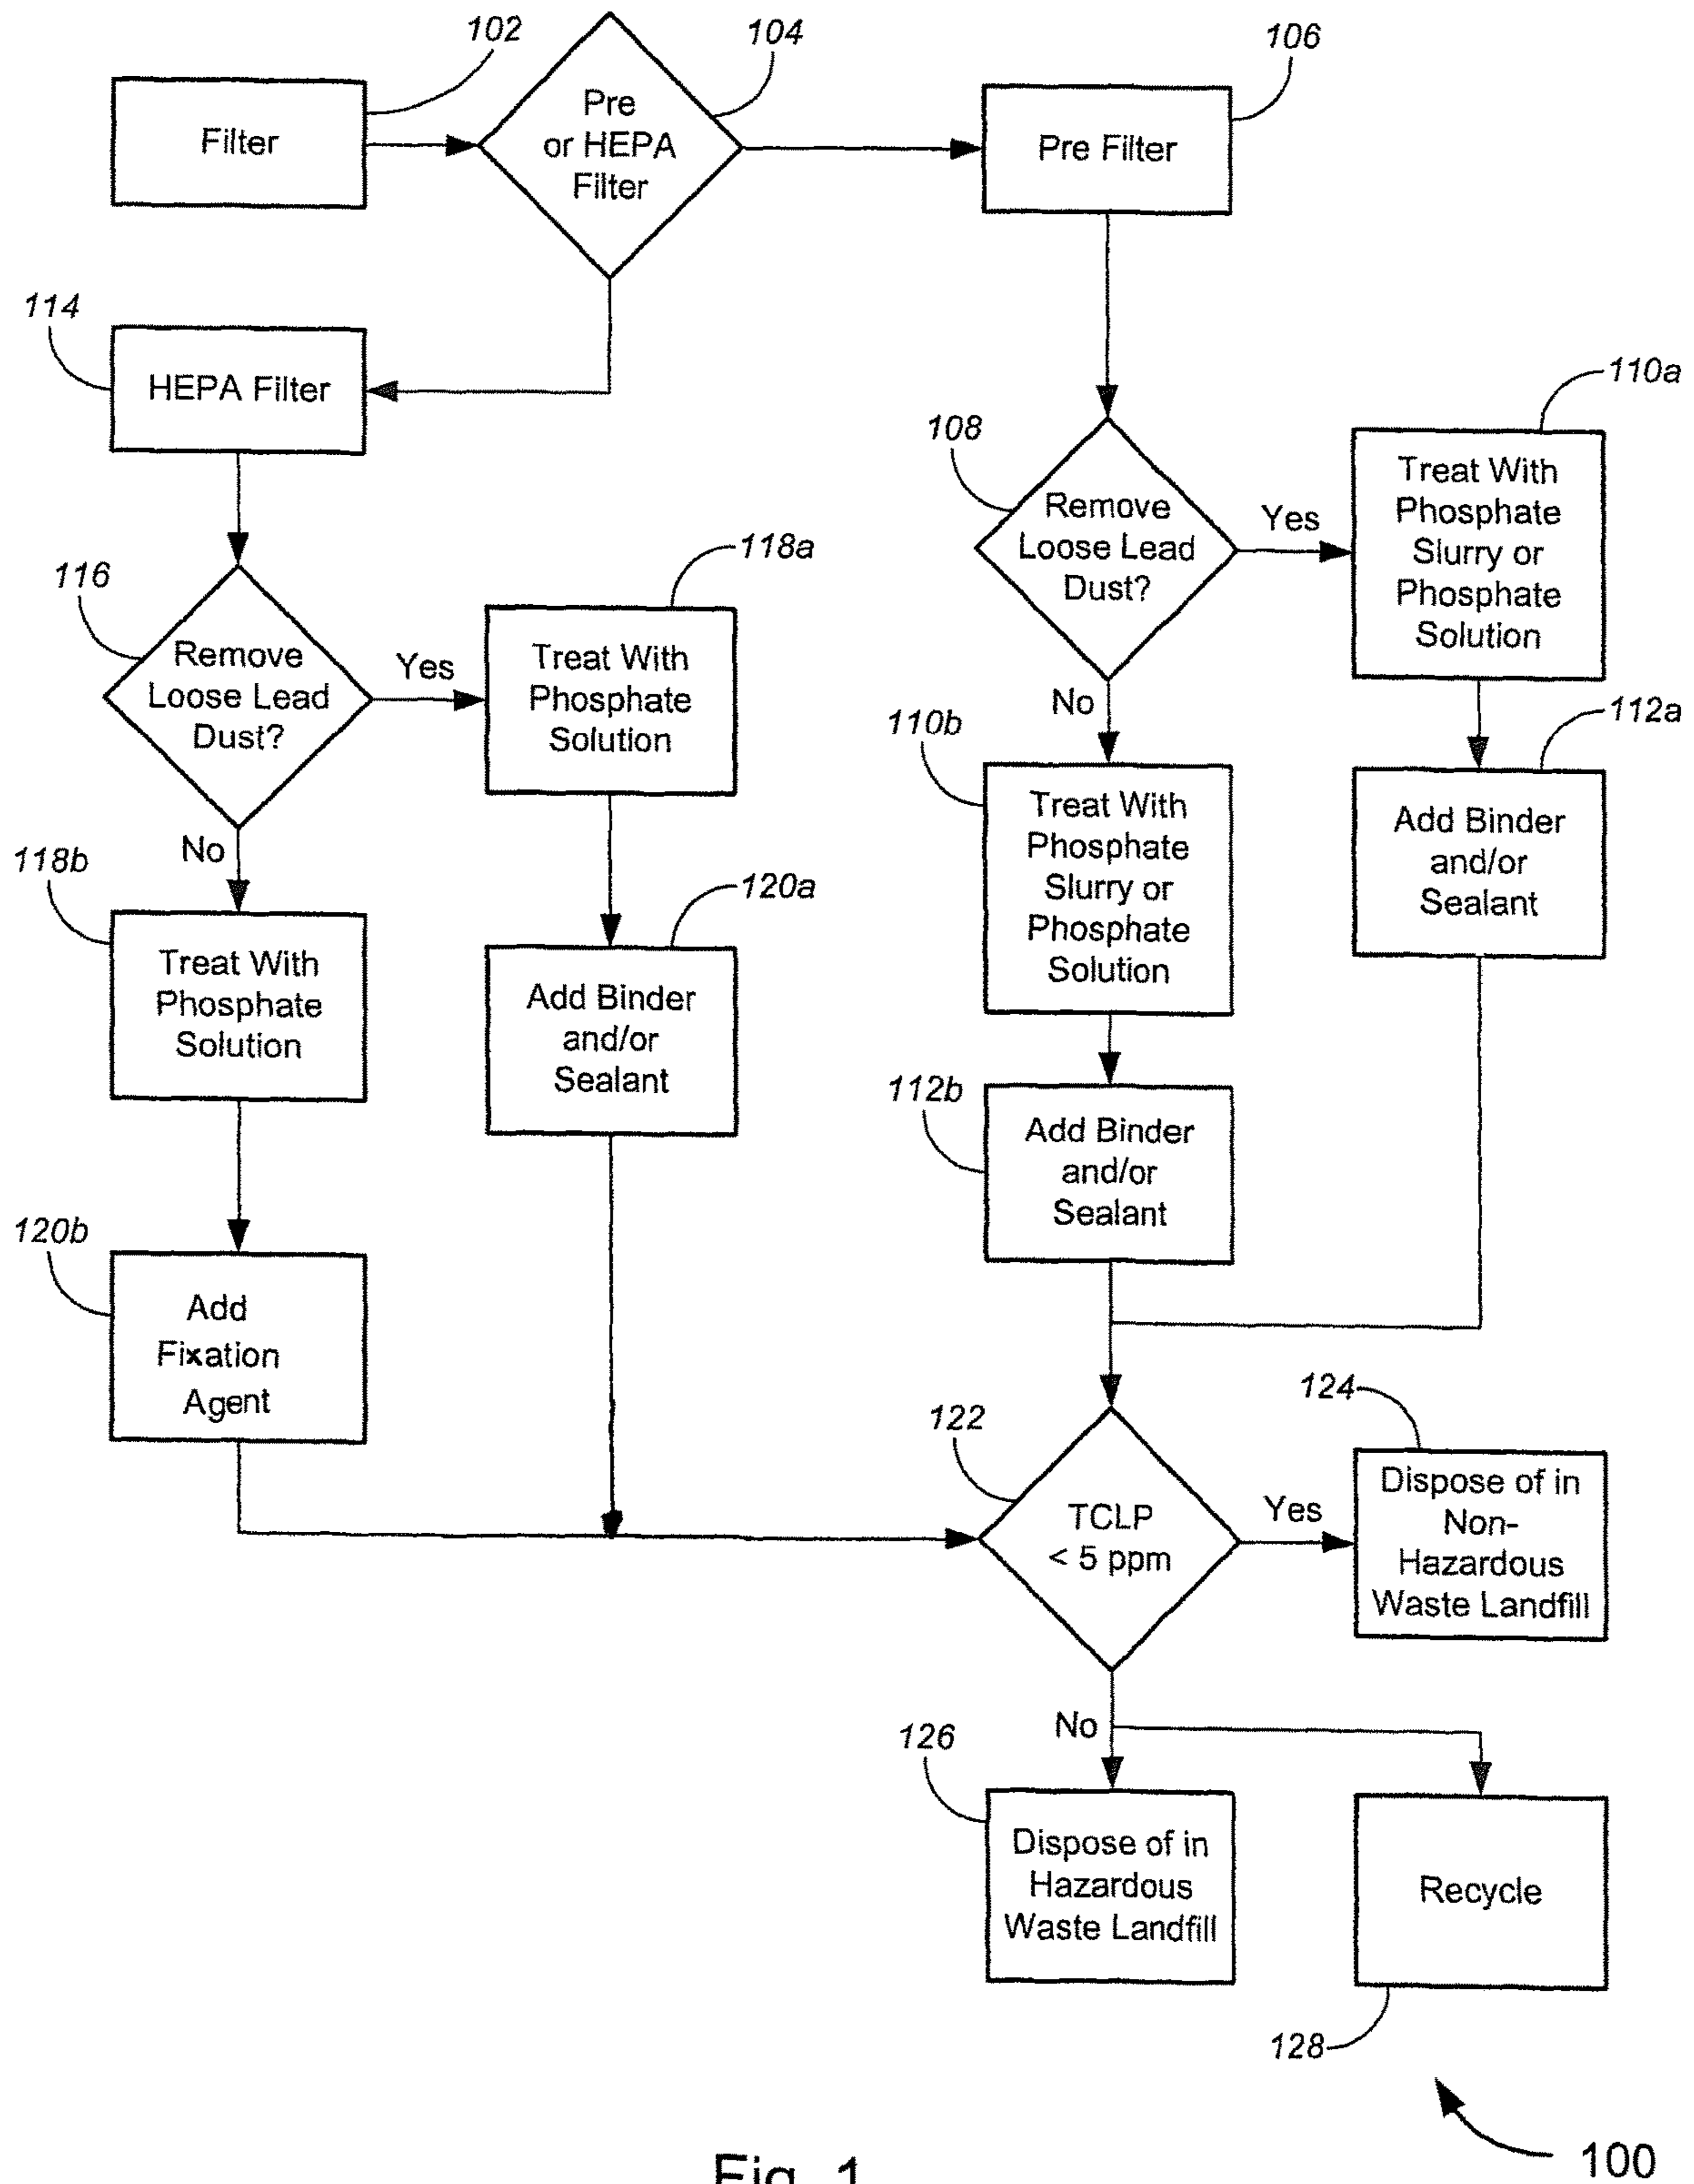 102
104
106
Filter
Pre
or HEPA
Filter
Pre Filter
114
HEPA Filter
110a
108
Remove
Loose Lead
Dust?
Yes
Treat With
Phosphate
Slurry or
Phosphate
Solution
116
Remove
Loose Lead
Dust?
Yes
118a
Treat With
Phosphate
Solution
No
110b
Treat With
Phosphate
Slurry or
Phosphate
Solution
112a
Add Binder
and/or
Sealant
No
118b
Treat With
Phosphate
Solution
120a
Add Binder
and/or
Sealant
112b
Add Binder
and/or
Sealant
120b
Add
Fixation
Agent
122
TCLP
< 5 ppm
Yes
124
Dispose of in
Non-
Hazardous
Waste Landfill
No
126
Dispose of in
Hazardous
Waste Landfill
Recycle
128
100
Fig. 1